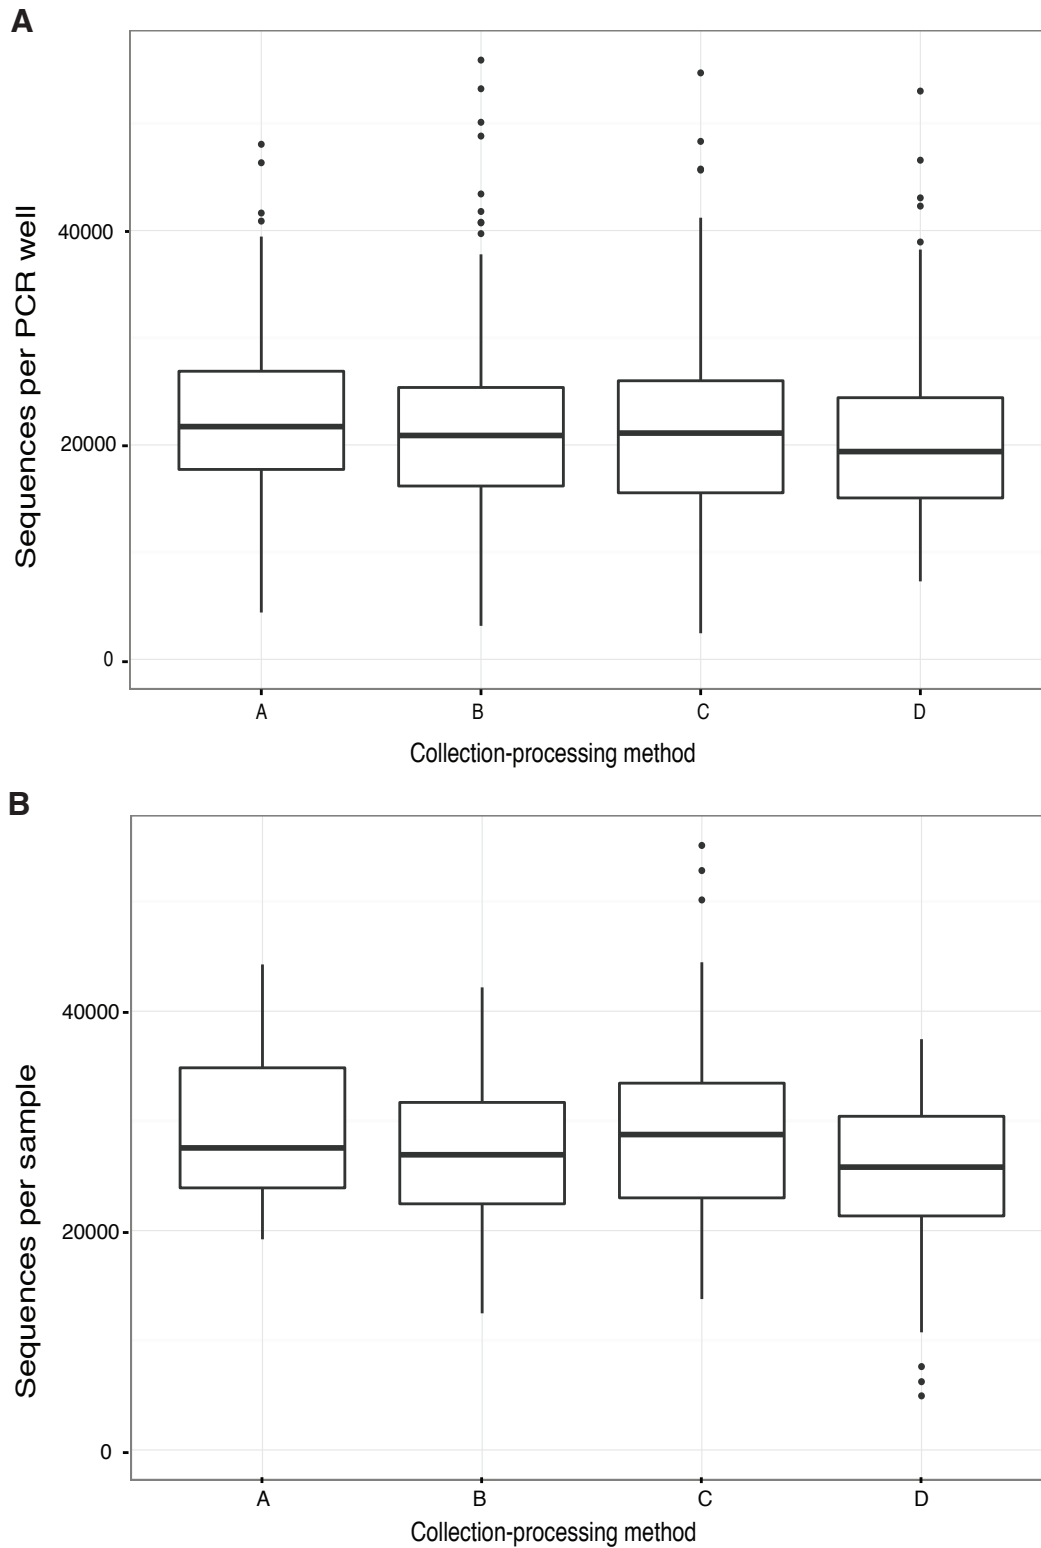 A
Sequences per PCR well
40000
20000
0
A B C D
Collection-processing method
B
Sequences per sample
40000
20000
0
A B C D
Collection-processing method